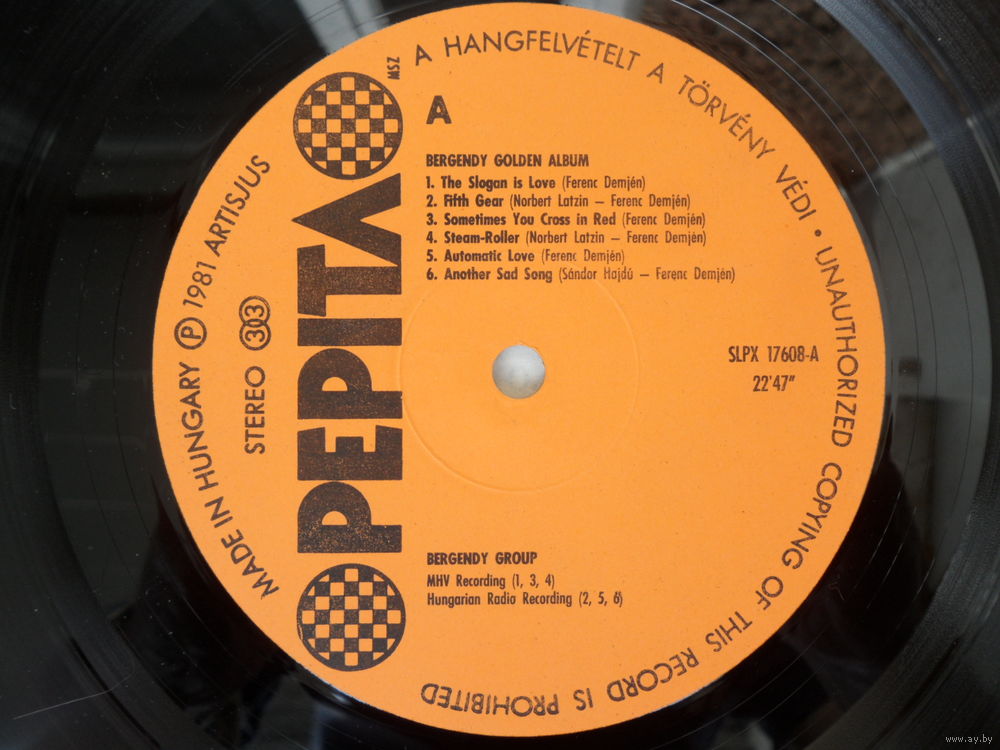 A HANGFELVÉTELT A TÖRVÉNY VÉDI • UNAUTHORIZED COPYING OF THIS RECORD IS PROHIBITED
MADE IN HUNGARY Ⓟ 1981 ARTISJUS
MSZ
STEREO 303
PEPITA
A
BERGENDY GOLDEN ALBUM
1. The Slogan is Love (Ferenc Demjén)
2. Fifth Gear (Norbert Latzin — Ferenc Demjén)
3. Sometimes You Cross in Red (Ferenc Demjén)
4. Steam-Roller (Norbert Latzin — Ferenc Demjén)
5. Automatic Love (Ferenc Demjén)
6. Another Sad Song (Sándor Hajdú — Ferenc Demjén)
SLPX 17608-A
22'47"
BERGENDY GROUP
MHV Recording (1, 3, 4)
Hungarian Radio Recording (2, 5, 6)
www.ay.by